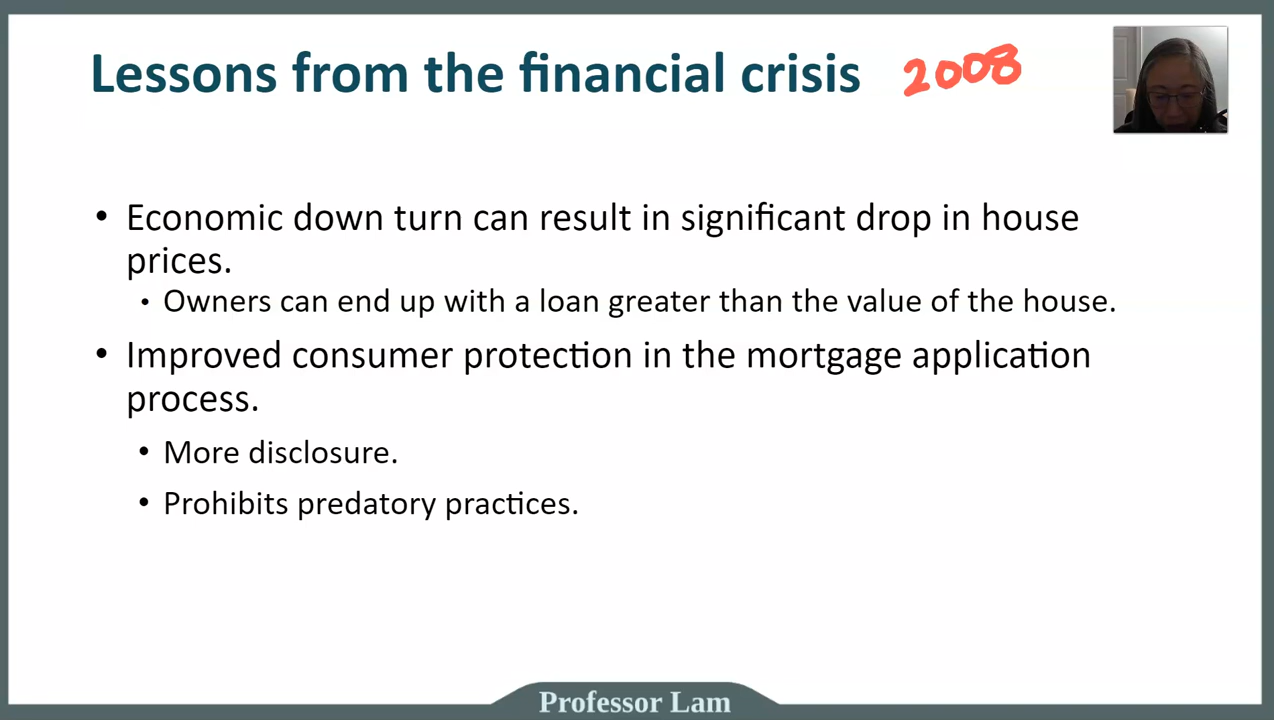 Lessons from the financial crisis 2008
• Economic down turn can result in significant drop in house
prices.
• Owners can end up with a loan greater than the value of the house.
• Improved consumer protection in the mortgage application
process.
• More disclosure.
• Prohibits predatory practices.
Professor Lam